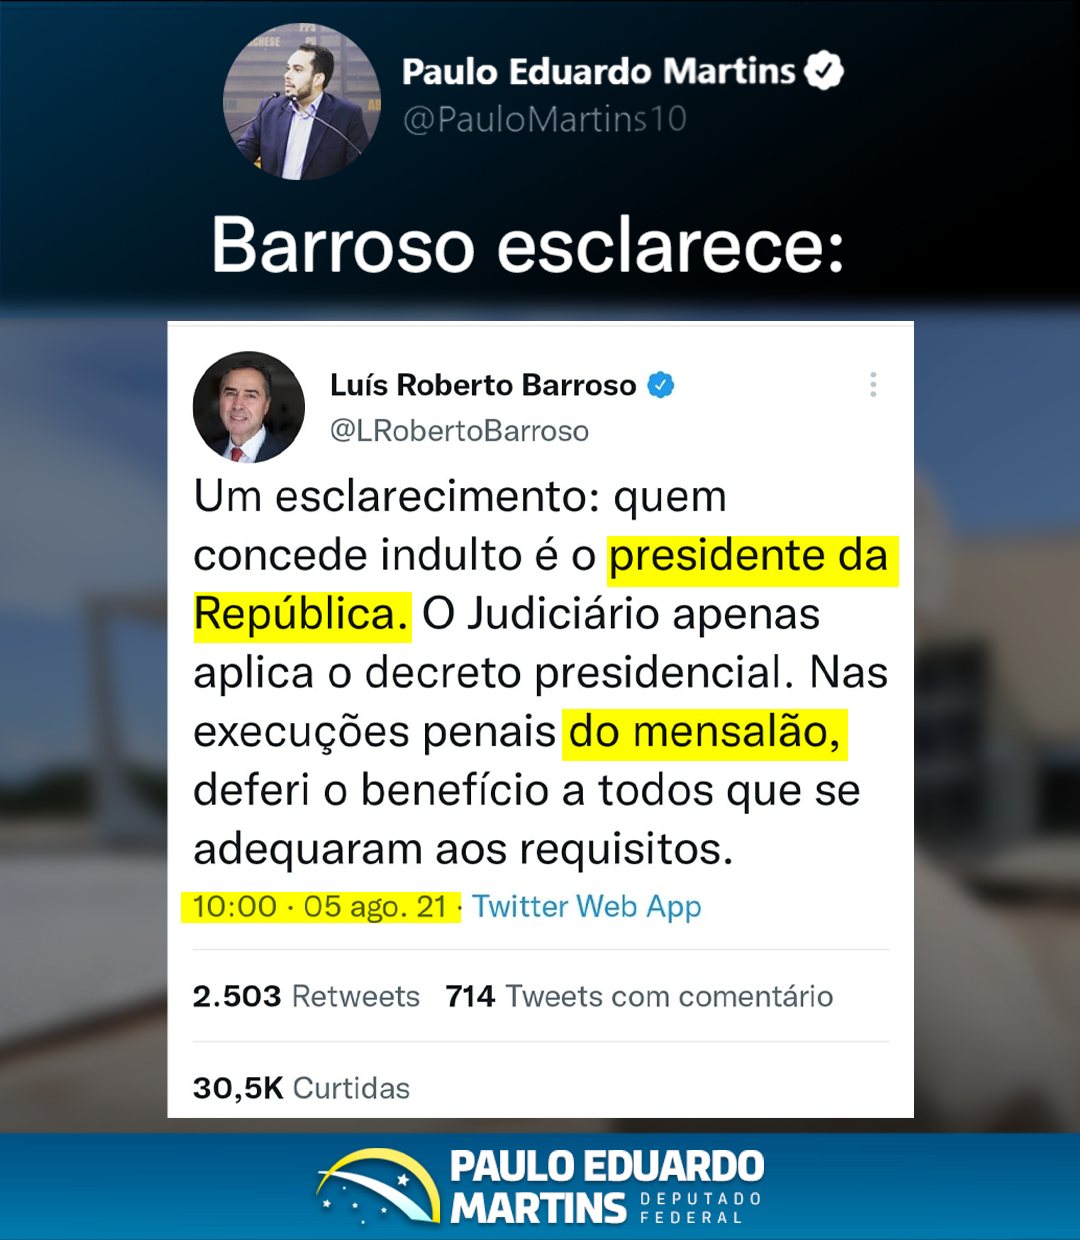 Paulo Eduardo Martins
@PauloMartins10
Barroso esclarece:
Luís Roberto Barroso
@LRobertoBarroso
Um esclarecimento: quem
concede indulto é o presidente da
República. O Judiciário apenas
aplica o decreto presidencial. Nas
execuções penais do mensalão,
deferi o benefício a todos que se
adequaram aos requisitos.
10:00 · 05 ago. 21 · Twitter Web App
2.503 Retweets 714 Tweets com comentário
30,5K Curtidas
PAULO EDUARDO
MARTINS DEPUTADO
FEDERAL